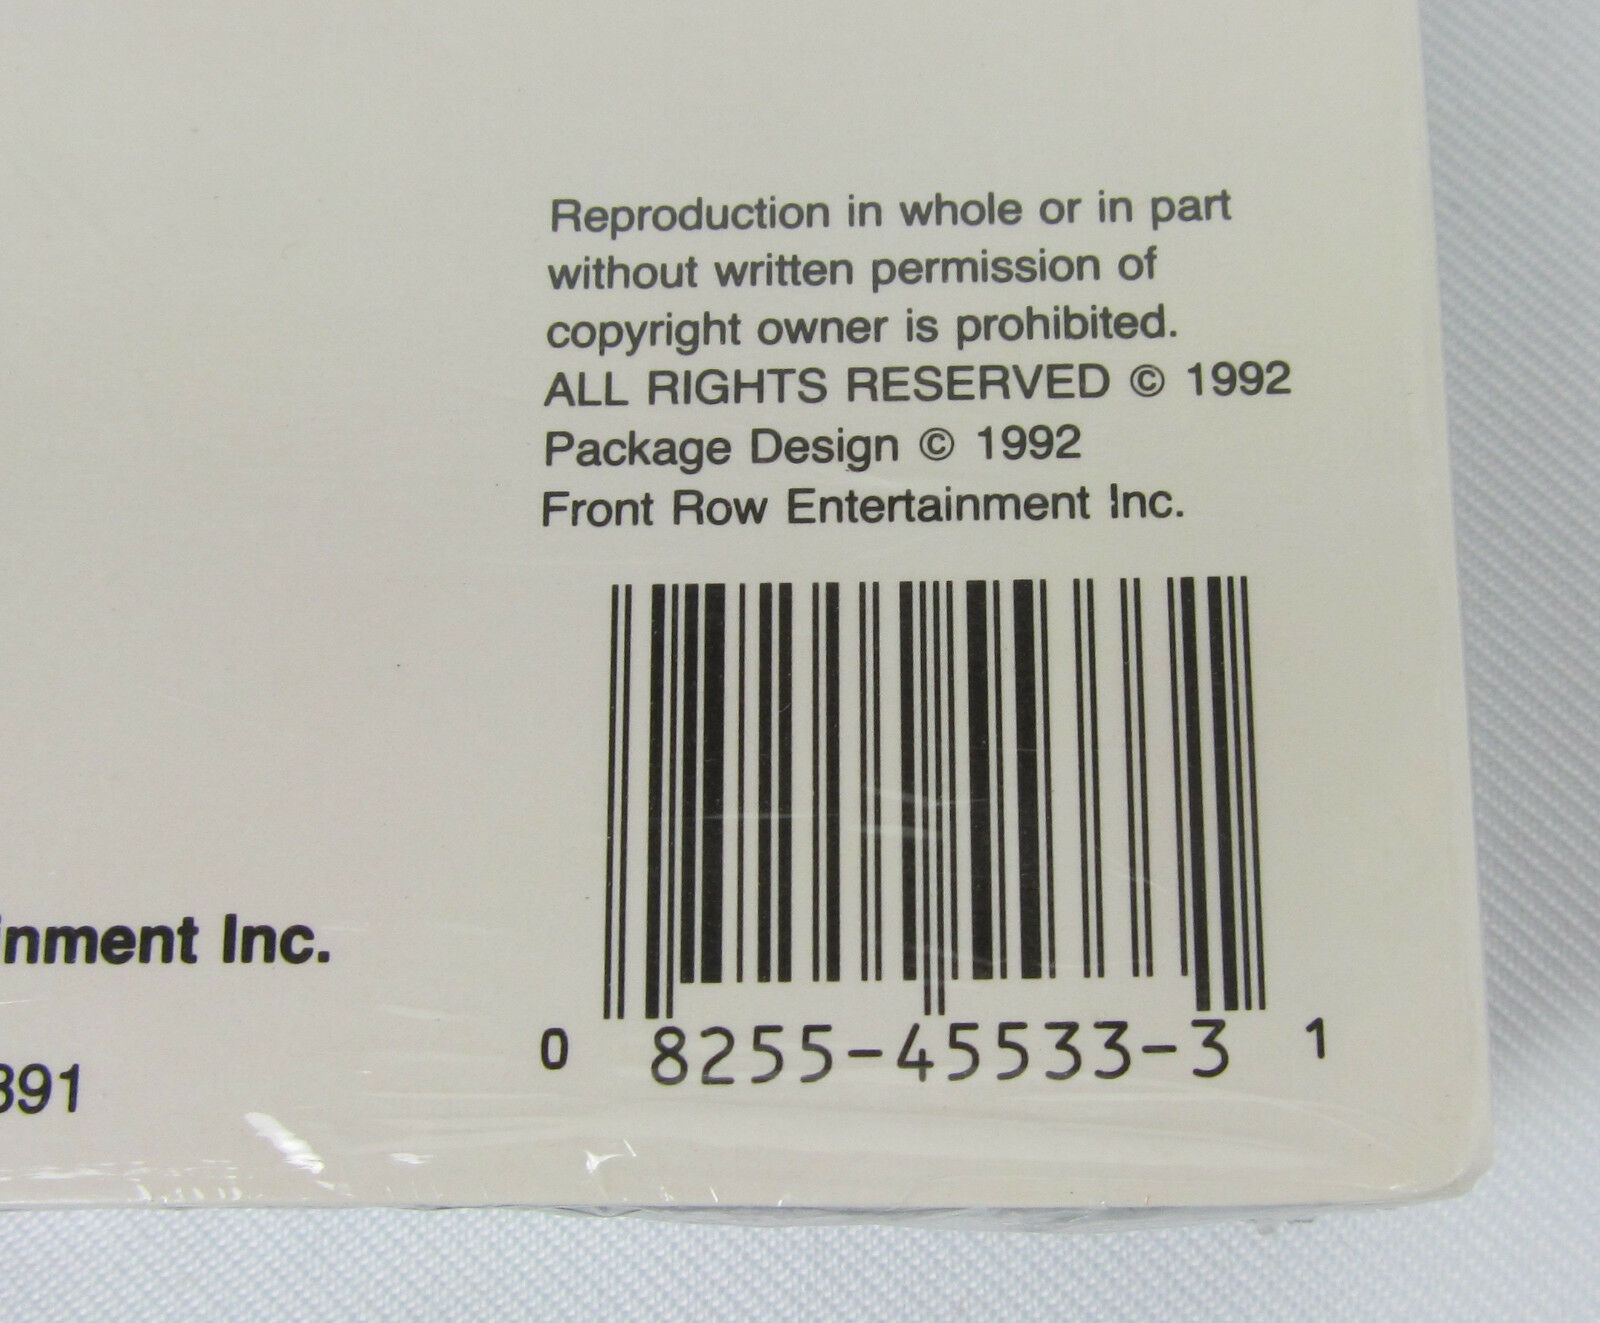 Reproduction in whole or in part
without written permission of
copyright owner is prohibited.
ALL RIGHTS RESERVED © 1992
Package Design © 1992
Front Row Entertainment Inc.
inment Inc.
391
0 8255-45533-3 1